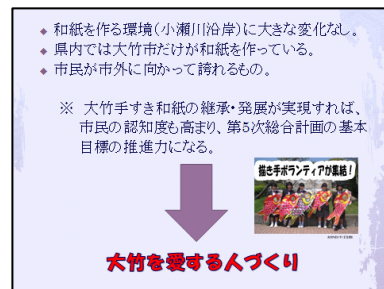 和紙を作る環境（小瀬川沿岸）に大きな変化なし。
県内では大竹市だけが和紙を作っている。
市民が市外に向かって誇れるもの。
※ 大竹手すき和紙の継承・発展が実現すれば、
市民の認知度も高まり、第5次総合計画の基本
目標の推進力になる。
描き手ボランティアが集結！
大竹を愛する人づくり